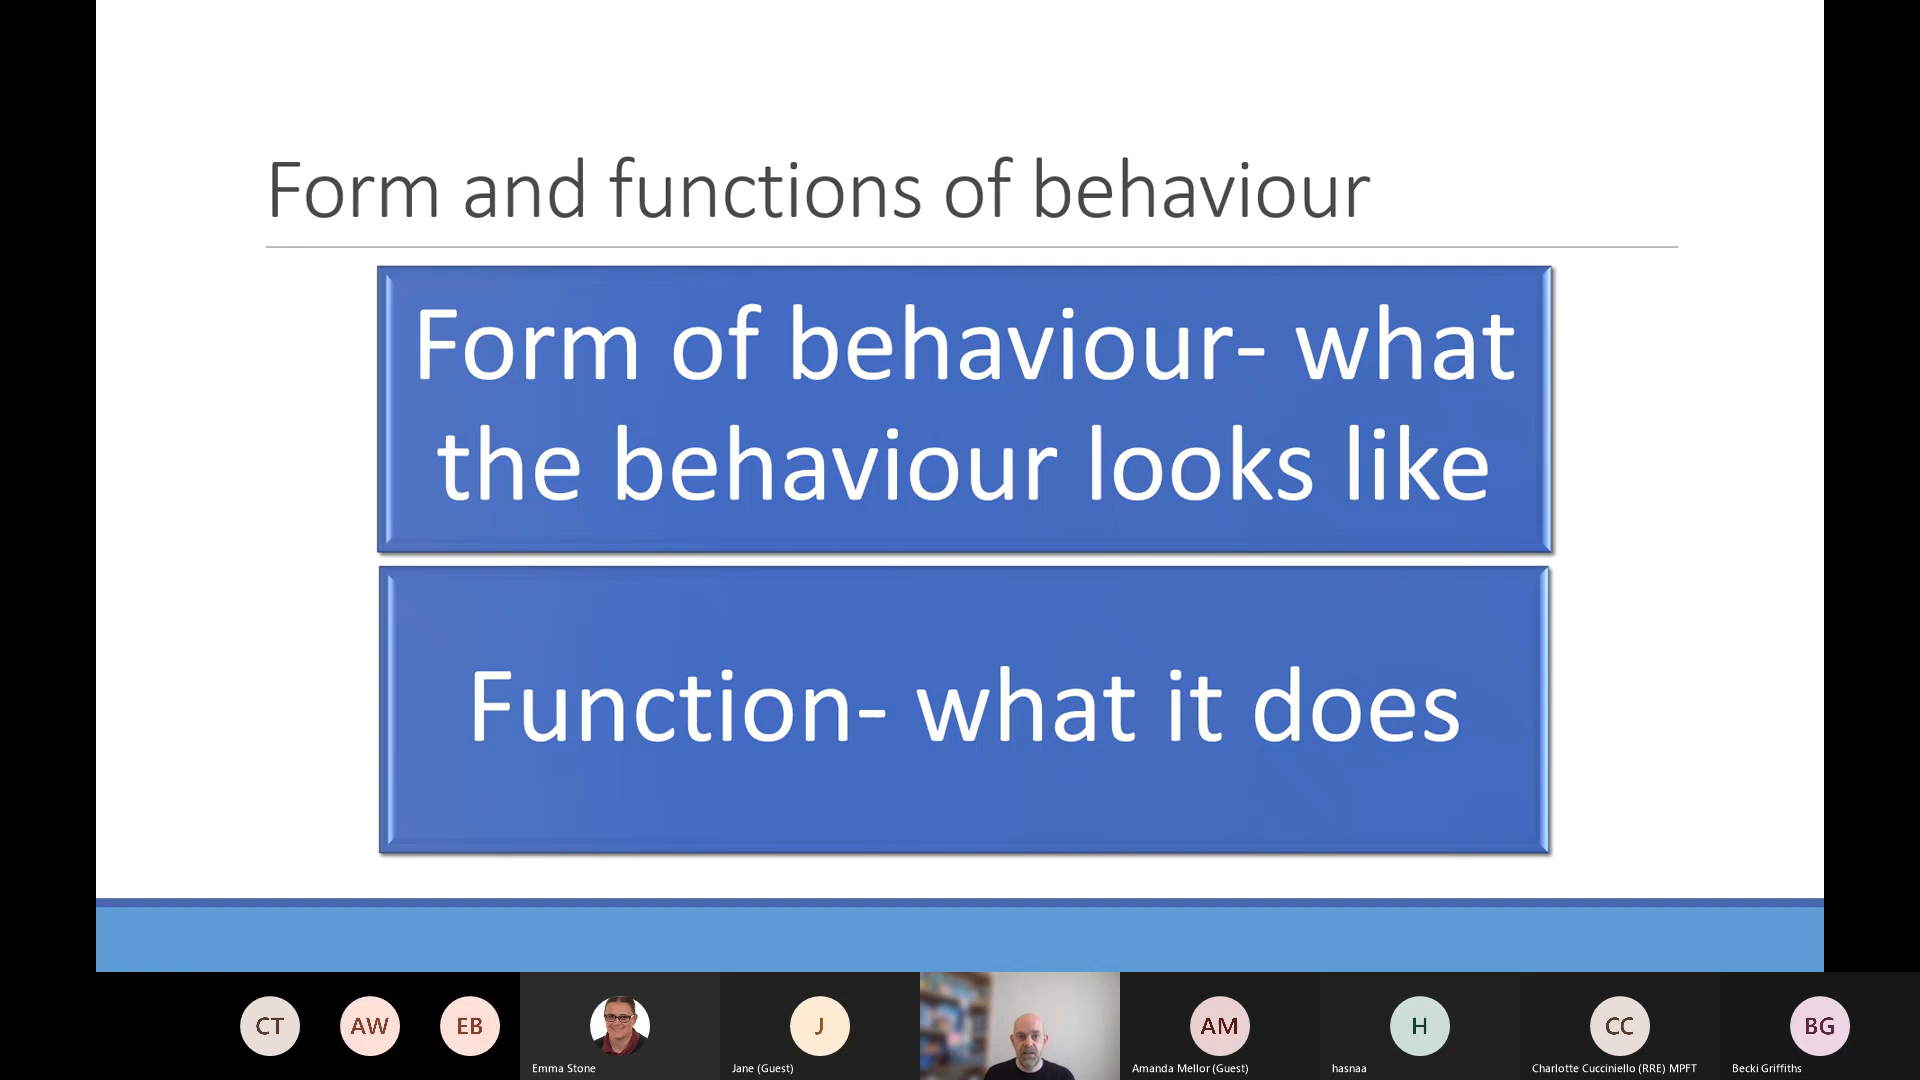 Form and functions of behaviour
Form of behaviour- what
the behaviour looks like
Function- what it does
CT
AW
EB
J
AM
H
CC
BG
Emma Stone
Jane (Guest)
Amanda Mellor (Guest)
hasnaa
Charlotte Cucciniello (RRE) MPFT
Becki Griffiths